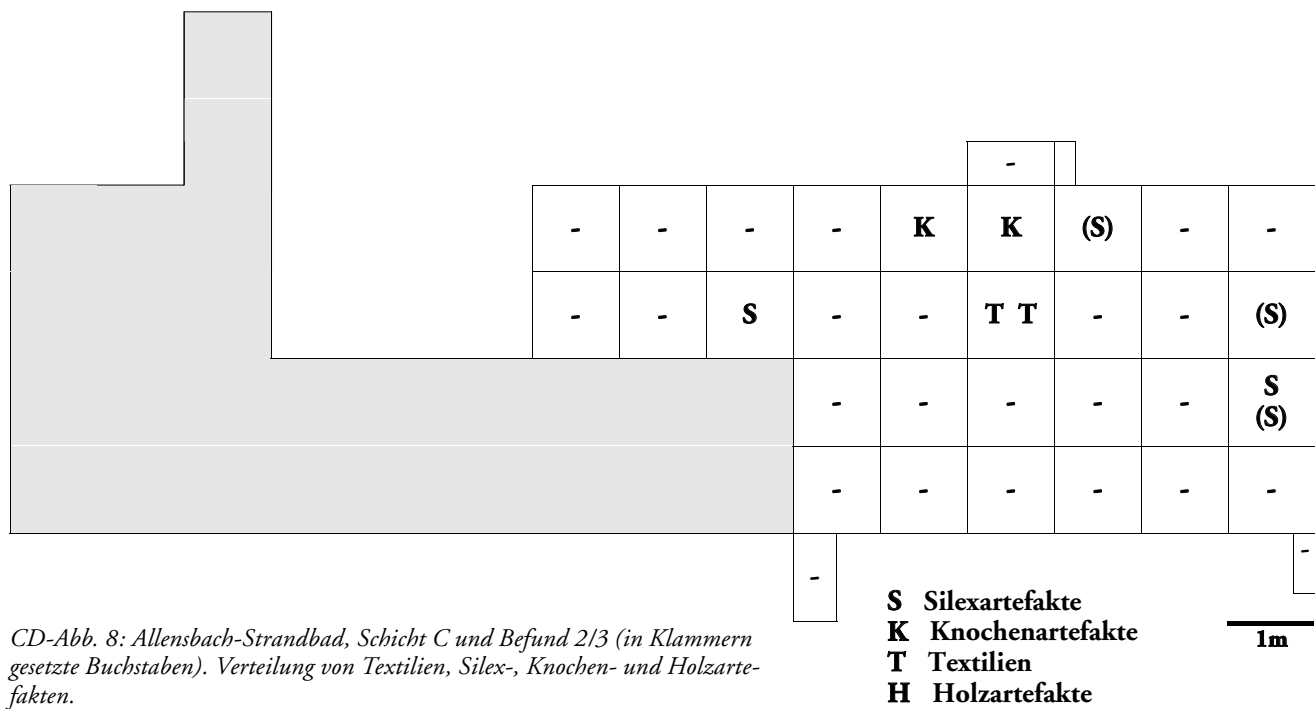 -
- - - - K K (S) - -
- - S - - T T - - (S)
- - - - - S
(S)
- - - - - -
- -
S Silexartefakte
K Knochenartefakte
T Textilien
H Holzartefakte
1m
CD-Abb. 8: Allensbach-Strandbad, Schicht C und Befund 2/3 (in Klammern
gesetzte Buchstaben). Verteilung von Textilien, Silex-, Knochen- und Holzarte-
fakten.